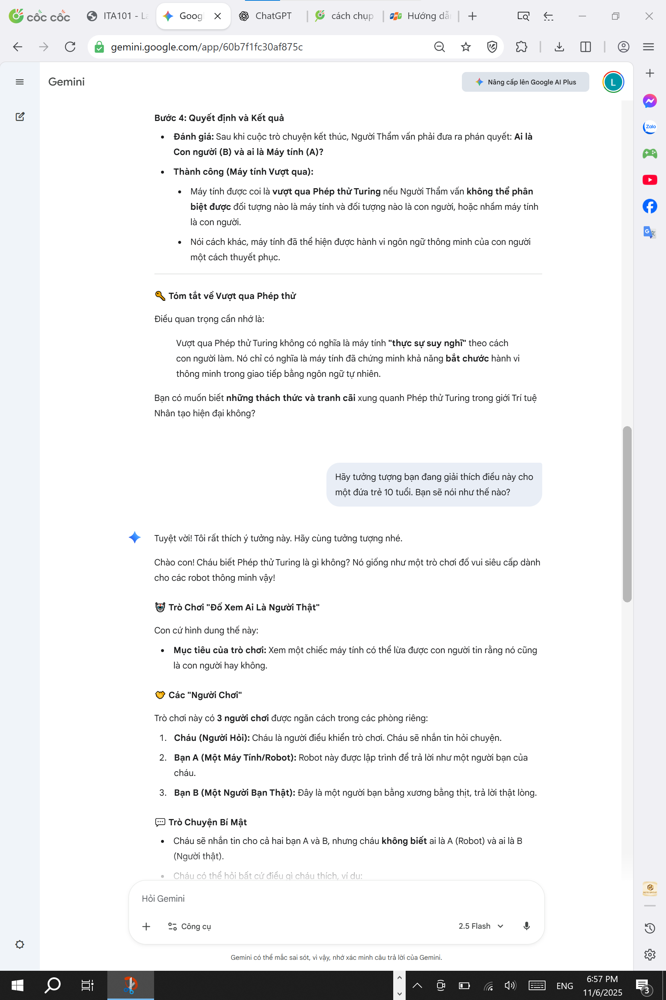 cốc cốc
ITA101 - La
Goog
ChatGPT
cách chụp
FPT
Hướng dẫn
gemini.google.com/app/60b7f1fc30af875c
Gemini
Nâng cấp lên Google AI Plus
L
Zalo
Bước 4: Quyết định và Kết quả
• Đánh giá: Sau khi cuộc trò chuyện kết thúc, Người Thẩm vấn phải đưa ra phán quyết: Ai là
Con người (B) và ai là Máy tính (A)?
• Thành công (Máy tính Vượt qua):
• Máy tính được coi là vượt qua Phép thử Turing nếu Người Thẩm vấn không thể phân
biệt được đối tượng nào là máy tính và đối tượng nào là con người, hoặc nhầm máy tính
là con người.
• Nói cách khác, máy tính đã thể hiện được hành vi ngôn ngữ thông minh của con người
một cách thuyết phục.
Tóm tắt về Vượt qua Phép thử
Điều quan trọng cần nhớ là:
Vượt qua Phép thử Turing không có nghĩa là máy tính "thực sự suy nghĩ" theo cách
con người làm. Nó chỉ có nghĩa là máy tính đã chứng minh khả năng bắt chước hành vi
thông minh trong giao tiếp bằng ngôn ngữ tự nhiên.
Bạn có muốn biết những thách thức và tranh cãi xung quanh Phép thử Turing trong giới Trí tuệ
Nhân tạo hiện đại không?
Hãy tưởng tượng bạn đang giải thích điều này cho
một đứa trẻ 10 tuổi. Bạn sẽ nói như thế nào?
Tuyệt vời! Tôi rất thích ý tưởng này. Hãy cùng tưởng tượng nhé.
Chào con! Cháu biết Phép thử Turing là gì không? Nó giống như một trò chơi đố vui siêu cấp dành
cho các robot thông minh vậy!
Trò Chơi "Đố Xem Ai Là Người Thật"
Con cứ hình dung thế này:
• Mục tiêu của trò chơi: Xem một chiếc máy tính có thể lừa được con người tin rằng nó cũng
là con người hay không.
Các "Người Chơi"
Trò chơi này có 3 người chơi được ngăn cách trong các phòng riêng:
1. Cháu (Người Hỏi): Cháu là người điều khiển trò chơi. Cháu sẽ nhắn tin hỏi chuyện.
2. Bạn A (Một Máy Tính/Robot): Robot này được lập trình để trả lời như một người bạn của
cháu.
3. Bạn B (Một Người Bạn Thật): Đây là một người bạn bằng xương bằng thịt, trả lời thật lòng.
Trò Chuyện Bí Mật
• Cháu sẽ nhắn tin cho cả hai bạn A và B, nhưng cháu không biết ai là A (Robot) và ai là B
(Người thật).
• Cháu có thể hỏi bất cứ điều gì cháu thích, ví dụ:
Hỏi Gemini
Công cụ
2.5 Flash
Gemini có thể mắc sai sót, vì vậy, nhớ xác minh câu trả lời của Gemini.
ENG
6:57 PM
11/6/2025
3